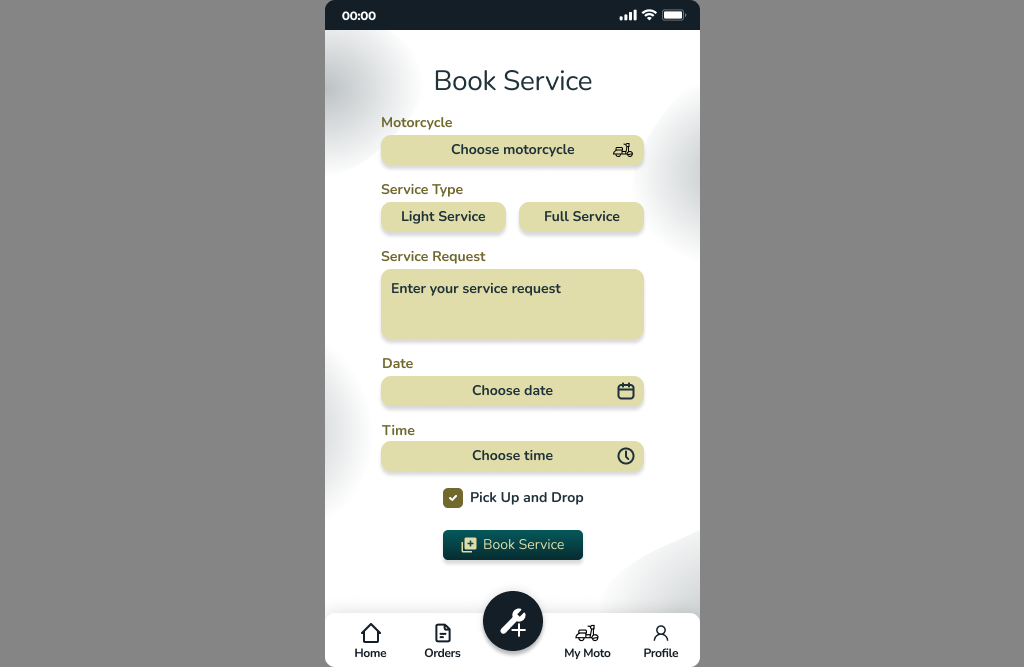 00:00
Book Service
Motorcycle
Choose motorcycle
Service Type
Light Service
Full Service
Service Request
Enter your service request
Date
Choose date
Time
Choose time
Pick Up and Drop
Book Service
Home
Orders
My Moto
Profile